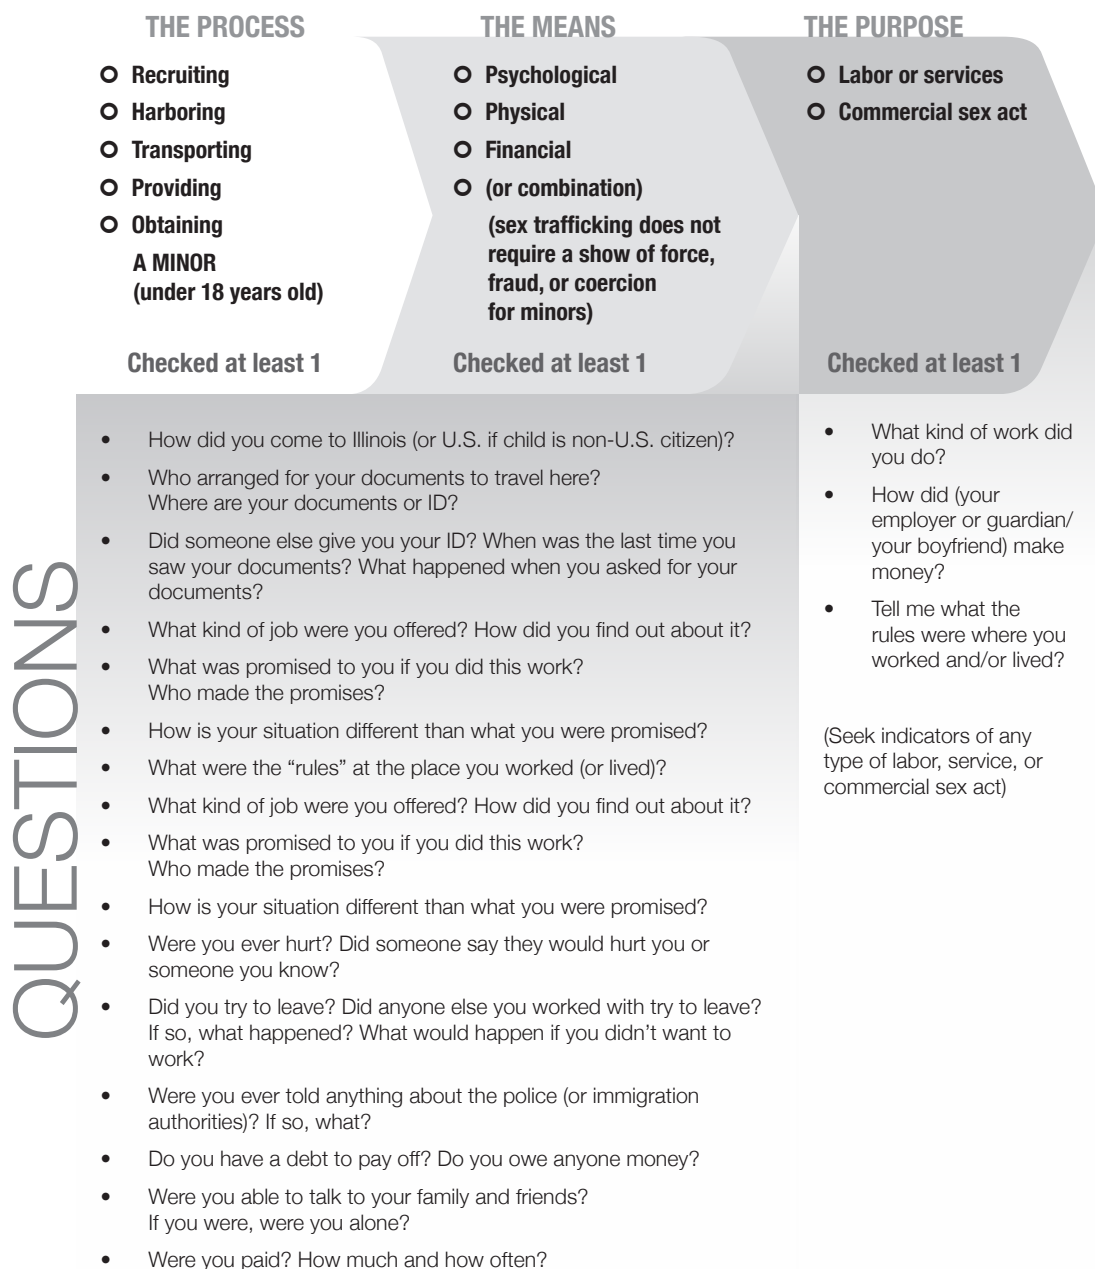 THE PROCESS
Recruiting
Harboring
Transporting
Providing
Obtaining
A MINOR
(under 18 years old)
Checked at least 1
THE MEANS
Psychological
Physical
Financial
(or combination)
(sex trafficking does not
require a show of force,
fraud, or coercion
for minors)
Checked at least 1
THE PURPOSE
Labor or services
Commercial sex act
Checked at least 1
QUESTIONS
• How did you come to Illinois (or U.S. if child is non-U.S. citizen)?
• Who arranged for your documents to travel here?
Where are your documents or ID?
• Did someone else give you your ID? When was the last time you
saw your documents? What happened when you asked for your
documents?
• What kind of job were you offered? How did you find out about it?
• What was promised to you if you did this work?
Who made the promises?
• How is your situation different than what you were promised?
• What were the “rules” at the place you worked (or lived)?
• What kind of job were you offered? How did you find out about it?
• What was promised to you if you did this work?
Who made the promises?
• How is your situation different than what you were promised?
• Were you ever hurt? Did someone say they would hurt you or
someone you know?
• Did you try to leave? Did anyone else you worked with try to leave?
If so, what happened? What would happen if you didn’t want to
work?
• Were you ever told anything about the police (or immigration
authorities)? If so, what?
• Do you have a debt to pay off? Do you owe anyone money?
• Were you able to talk to your family and friends?
If you were, were you alone?
• Were you paid? How much and how often?
• What kind of work did
you do?
• How did (your
employer or guardian/
your boyfriend) make
money?
• Tell me what the
rules were where you
worked and/or lived?
(Seek indicators of any
type of labor, service, or
commercial sex act)